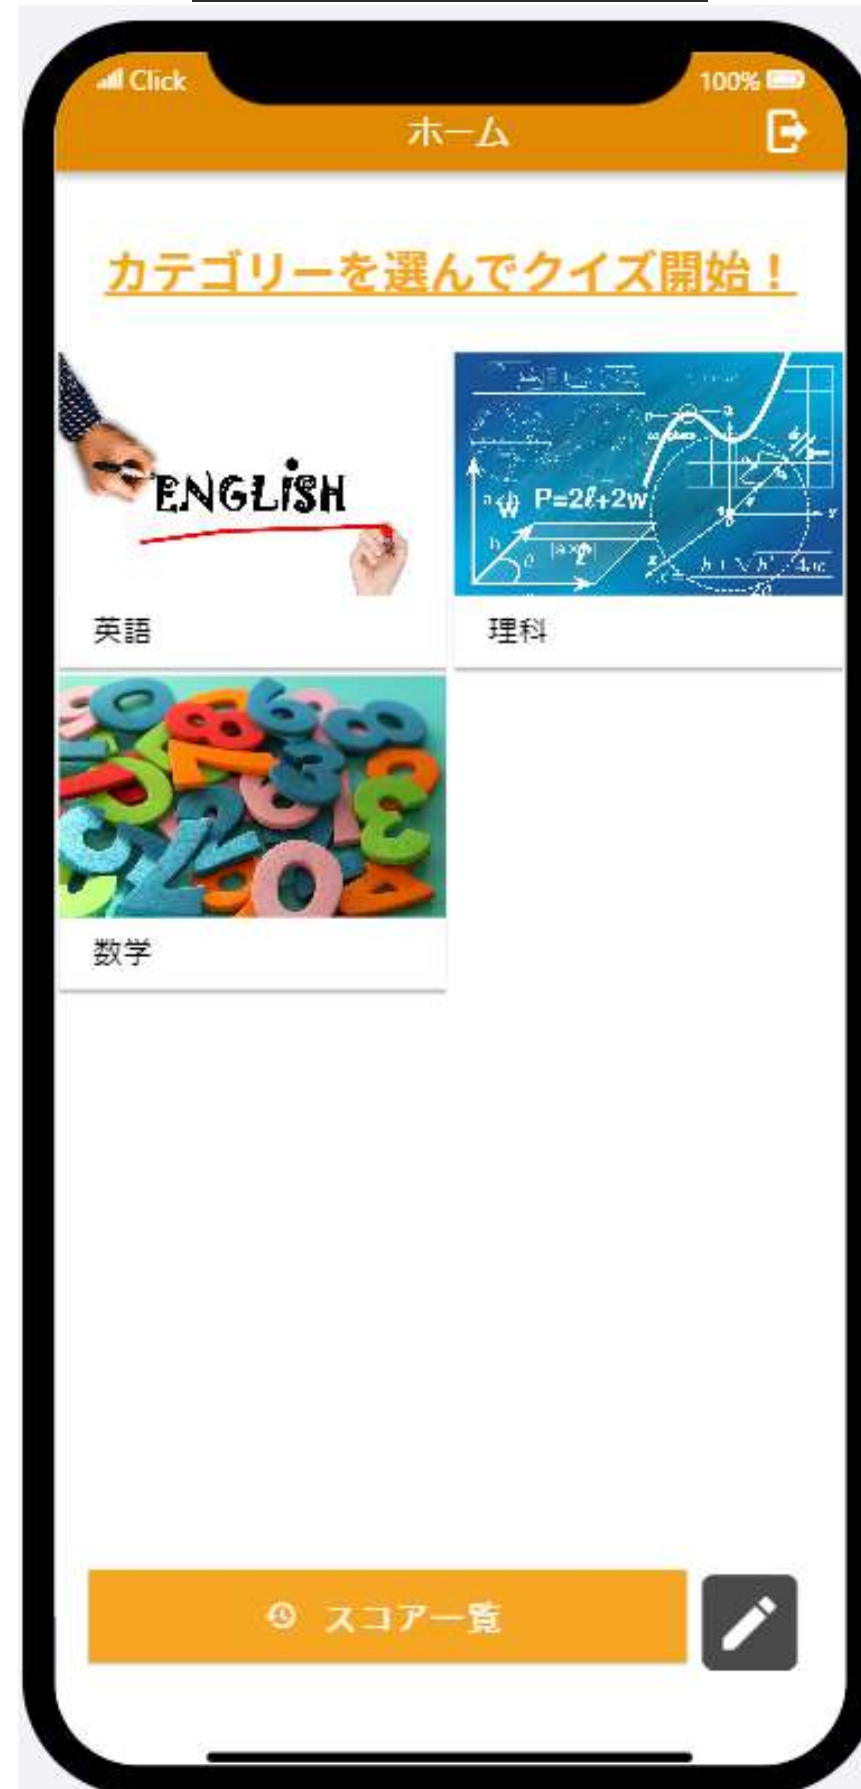 Click 100%
ホーム
カテゴリーを選んでクイズ開始！
ENGLiSH
P=2ℓ+2w
英語 理科
数学
スコア一覧